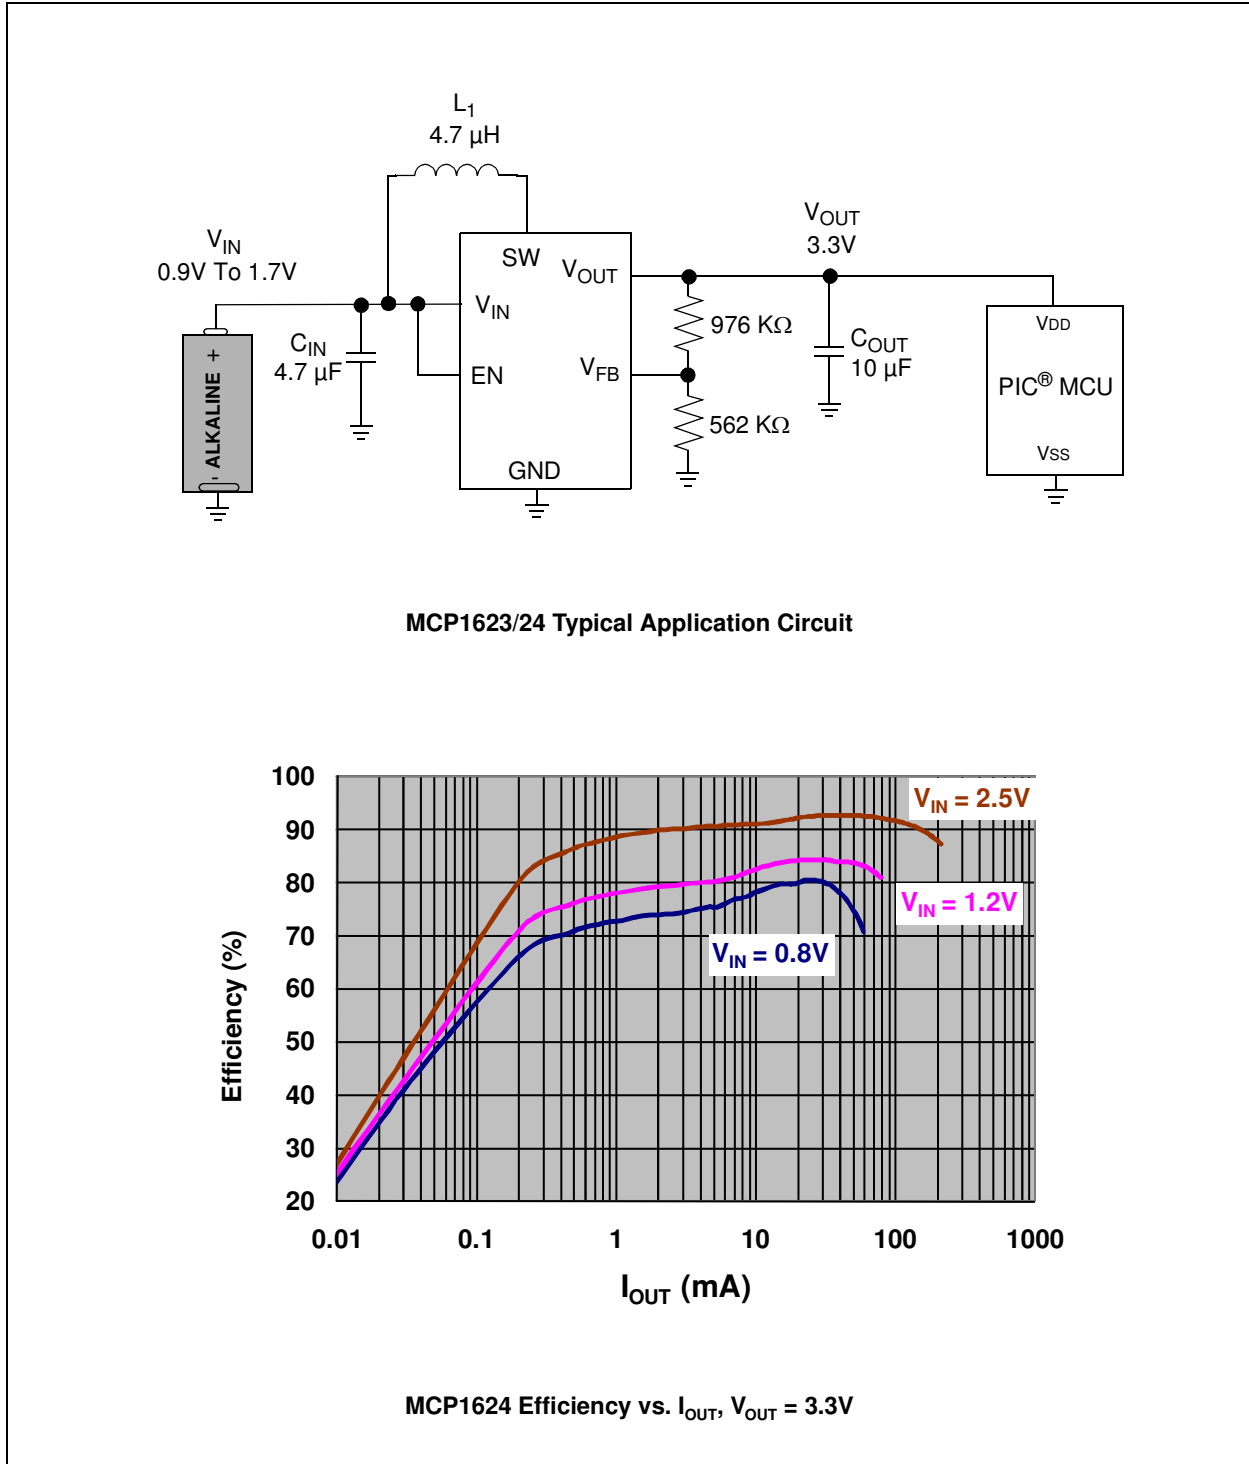 L1
4.7 µH
VIN
0.9V To 1.7V
VOUT
3.3V
SW
VOUT
VIN
CIN
4.7 µF
EN
VFB
GND
976 KΩ
562 KΩ
COUT
10 µF
VDD
PIC® MCU
VSS
- ALKALINE +
MCP1623/24 Typical Application Circuit
100
90
80
70
60
50
40
30
20
Efficiency (%)
VIN = 2.5V
VIN = 1.2V
VIN = 0.8V
0.01 0.1 1 10 100 1000
IOUT (mA)
MCP1624 Efficiency vs. IOUT, VOUT = 3.3V